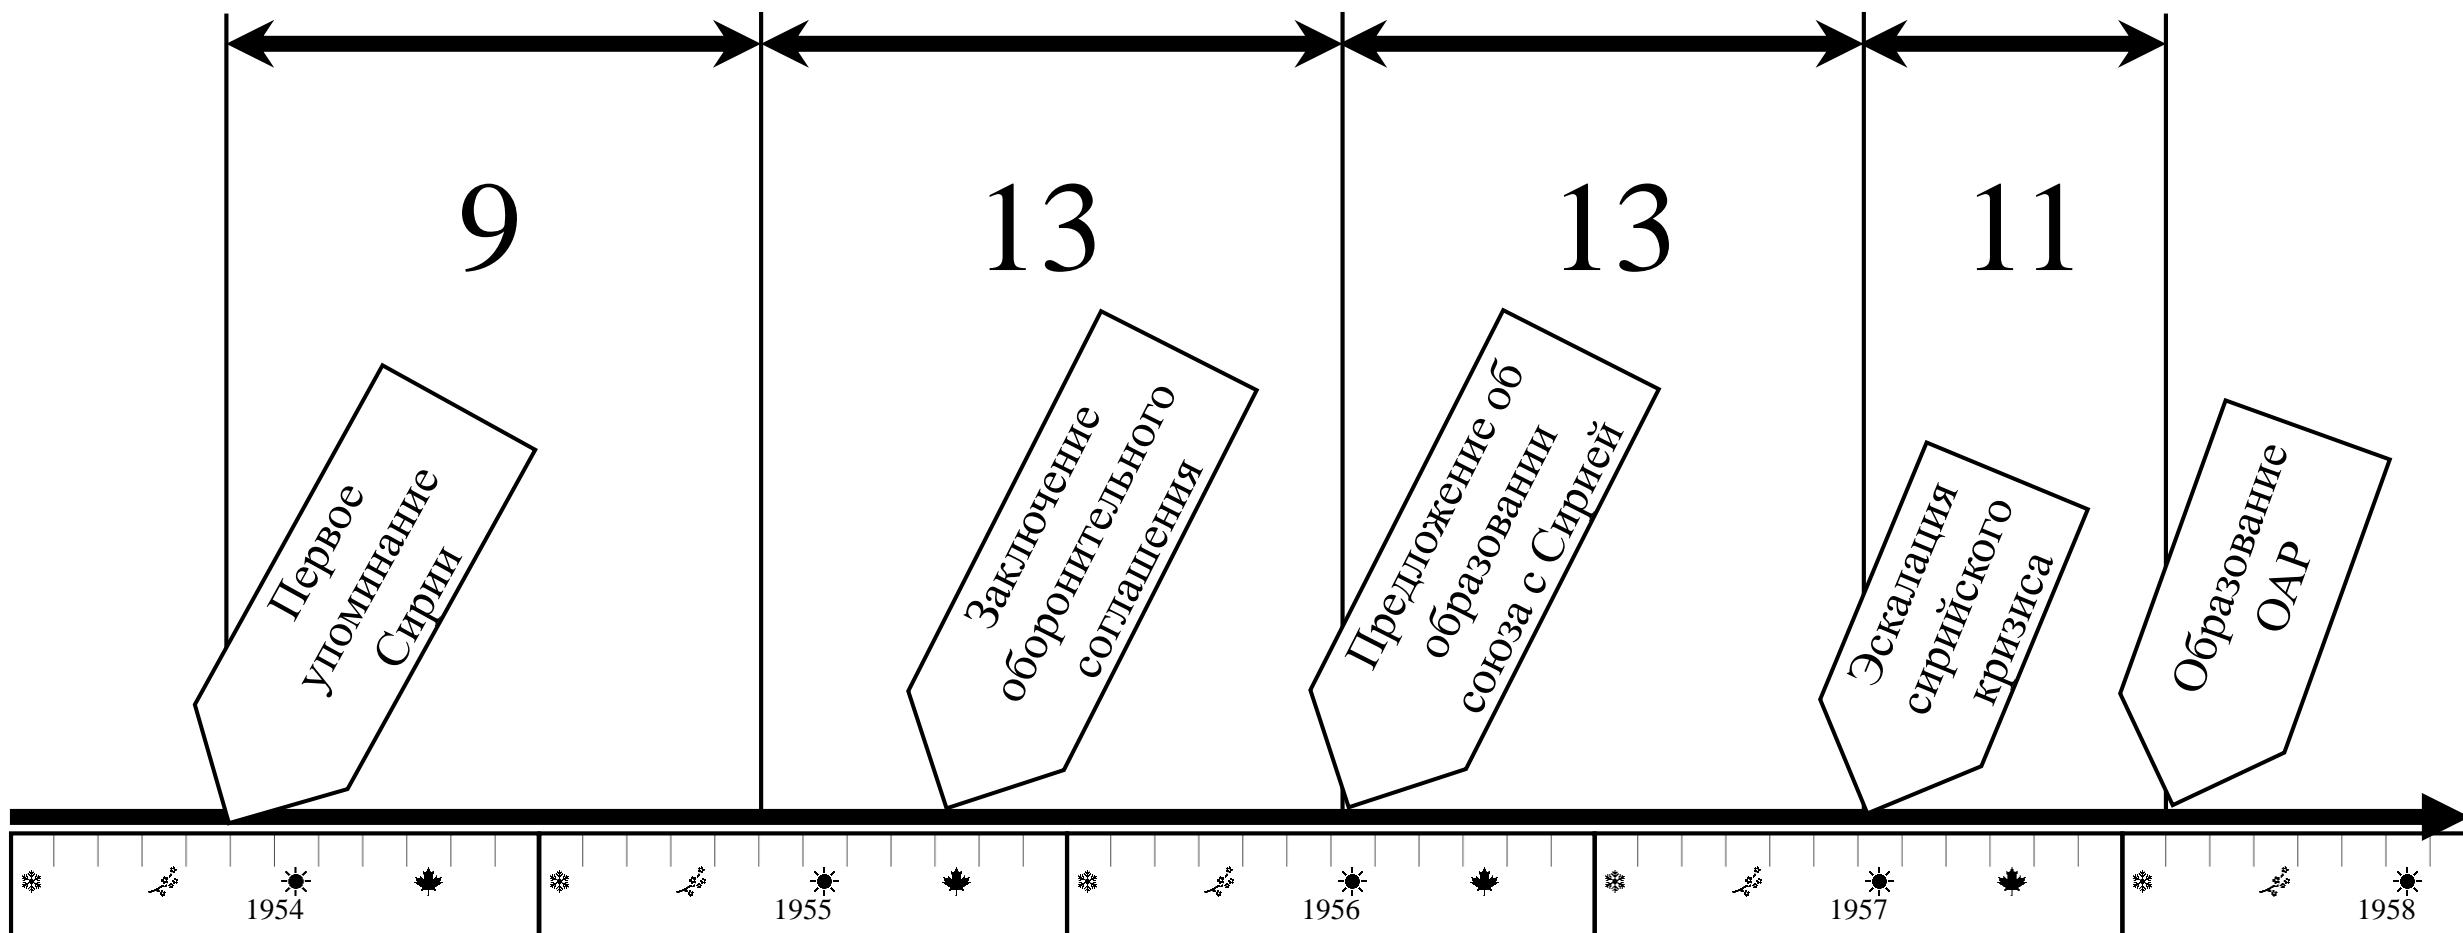 9
13
13
11
Первое
упоминание
Сирии
Заключение
оборонительного
соглашения
Предложение об
образовании
союза с Сирией
Эскалация
сирийского
кризиса
Образование
ОАР
1954
1955
1956
1957
1958